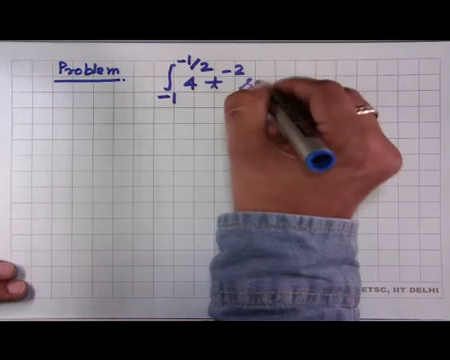 Problem ∫_{-1}^{-1/2} 4 t^{-2}
ETSC, IIT DELHI